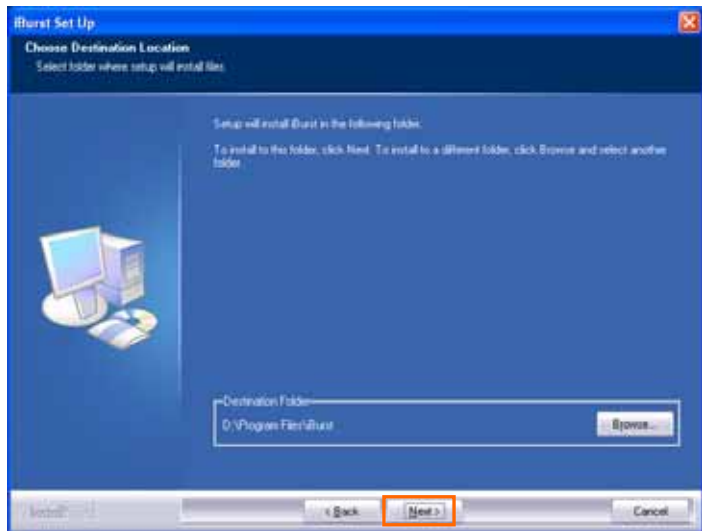 iBurst Set Up
Choose Destination Location
Select folder where setup will install files.
Setup will install iBurst in the following folder.
To install to this folder, click Next. To install to a different folder, click Browse and select another
folder.
Destination Folder
D:\Program Files\iBurst
Browse...
InstallShield
< Back
Next >
Cancel